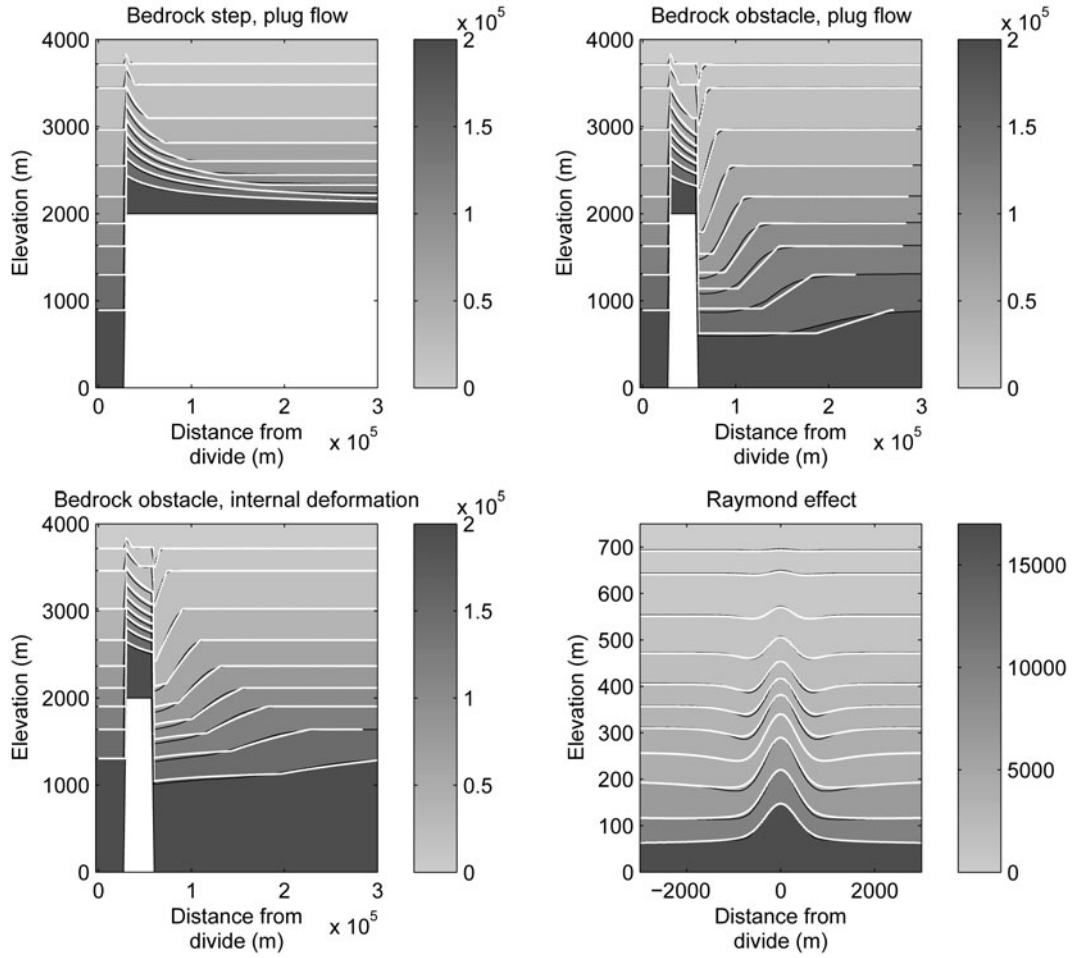 Bedrock step, plug flow
x 10^5
4000
3000
2000
1000
0
Elevation (m)
0
1
2
3
Distance from
divide (m)
x 10^5
2
1.5
1
0.5
0
Bedrock obstacle, plug flow
x 10^5
4000
3000
2000
1000
0
Elevation (m)
0
1
2
3
Distance from
divide (m)
x 10^5
2
1.5
1
0.5
0
Bedrock obstacle, internal deformation
x 10^5
4000
3000
2000
1000
0
Elevation (m)
0
1
2
3
Distance from
divide (m)
x 10^5
2
1.5
1
0.5
0
Raymond effect
700
600
500
400
300
200
100
0
Elevation (m)
−2000
0
2000
Distance from
divide (m)
15000
10000
5000
0